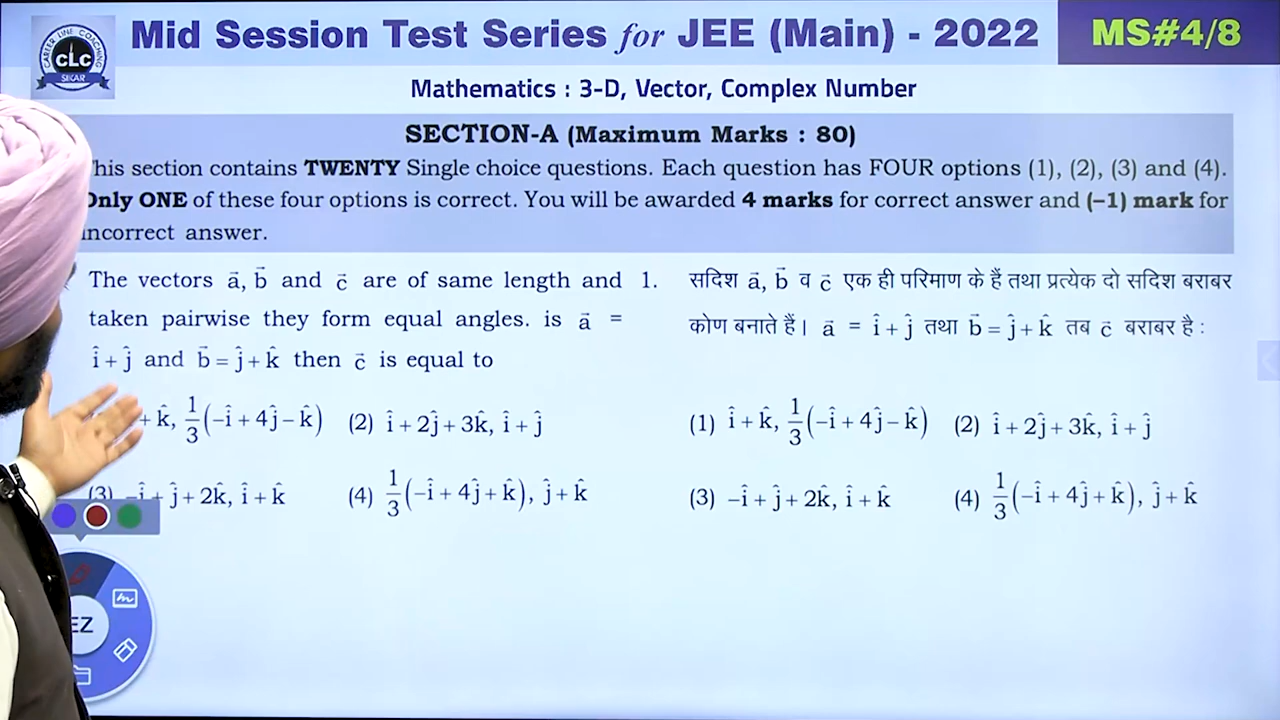 Mid Session Test Series for JEE (Main) - 2022
MS#4/8
CAREER LINE COACHING
CLC
SIKAR
Mathematics : 3-D, Vector, Complex Number
SECTION-A (Maximum Marks : 80)
his section contains TWENTY Single choice questions. Each question has FOUR options (1), (2), (3) and (4).
Only ONE of these four options is correct. You will be awarded 4 marks for correct answer and (–1) mark for
incorrect answer.
The vectors a⃗, b⃗ and c⃗ are of same length and
taken pairwise they form equal angles. is a⃗ =
î + ĵ and b⃗ = ĵ + k̂ then c⃗ is equal to
+ k̂, 1/3(–î + 4ĵ – k̂) (2) î + 2ĵ + 3k̂, î + ĵ
(3) –î + ĵ + 2k̂, î + k̂ (4) 1/3(–î + 4ĵ + k̂), ĵ + k̂
1. सदिश a⃗, b⃗ व c⃗ एक ही परिमाण के हैं तथा प्रत्येक दो सदिश बराबर
कोण बनाते हैं। a⃗ = î + ĵ तथा b⃗ = ĵ + k̂ तब c⃗ बराबर है :
(1) î + k̂, 1/3(–î + 4ĵ – k̂) (2) î + 2ĵ + 3k̂, î + ĵ
(3) –î + ĵ + 2k̂, î + k̂ (4) 1/3(–î + 4ĵ + k̂), ĵ + k̂
EZ